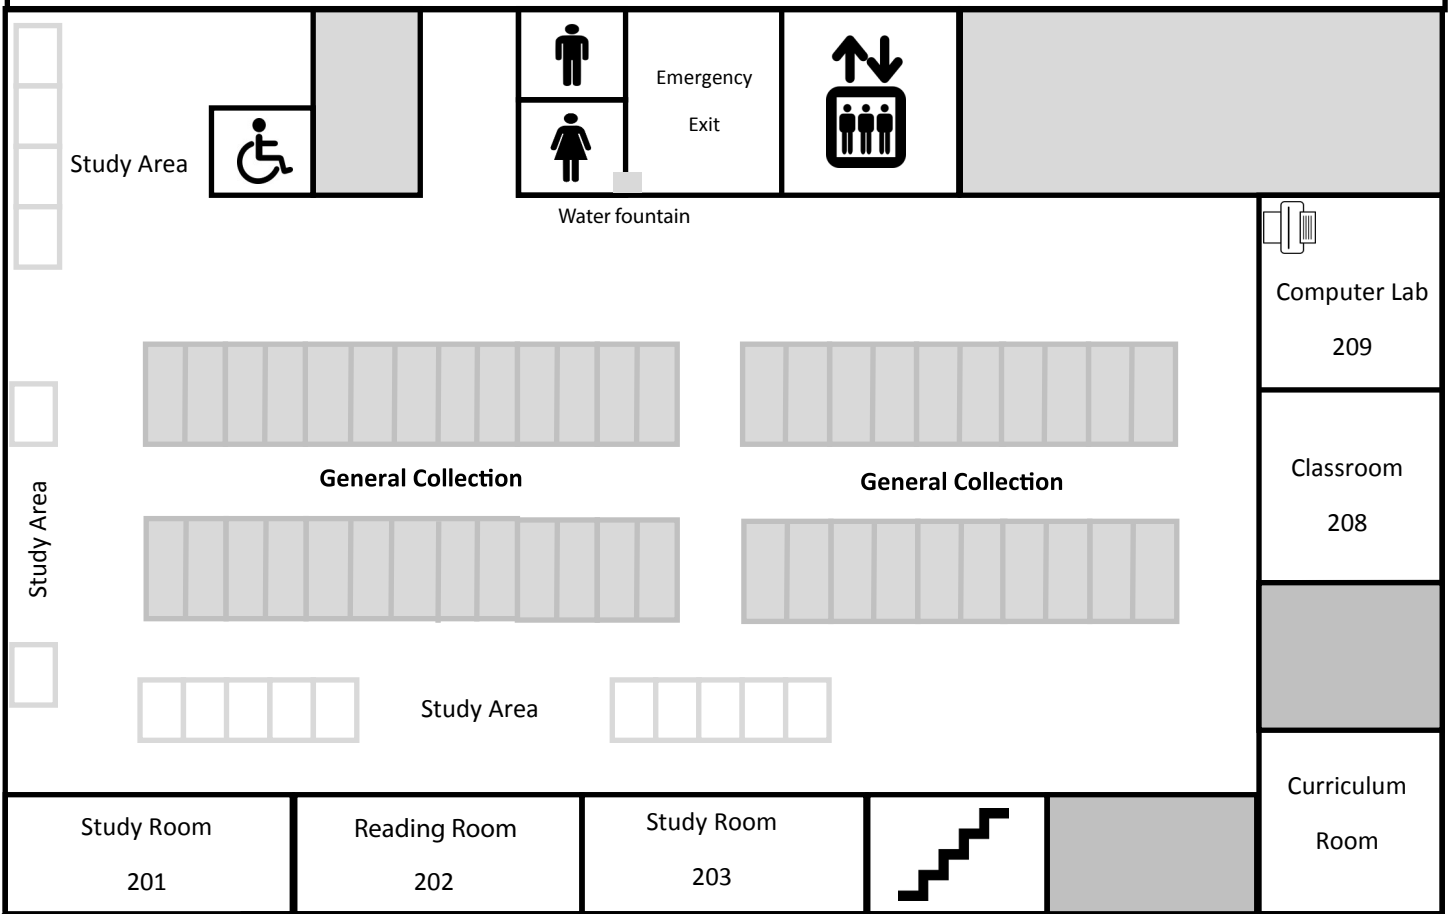 Emergency
Exit
Study Area
Water fountain
Computer Lab
209
General Collection
General Collection
Classroom
208
Study Area
Study Area
Curriculum
Room
Study Room
201
Reading Room
202
Study Room
203